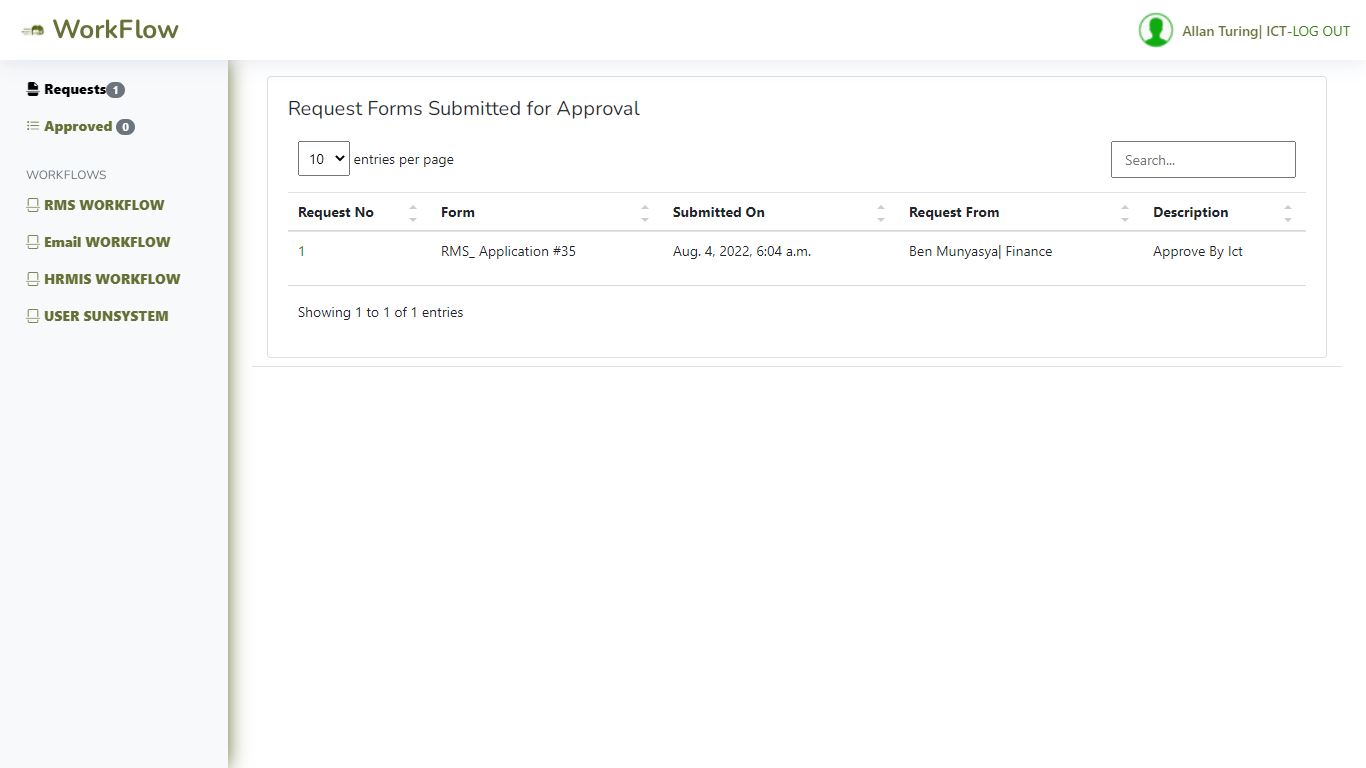 WorkFlow
Allan Turing| ICT-LOG OUT
Requests 1
Approved 0
WORKFLOWS
RMS WORKFLOW
Email WORKFLOW
HRMIS WORKFLOW
USER SUNSYSTEM
Request Forms Submitted for Approval
10 entries per page
Search...
Request No Form Submitted On Request From Description
1 RMS_ Application #35 Aug. 4, 2022, 6:04 a.m. Ben Munyasya| Finance Approve By Ict
Showing 1 to 1 of 1 entries